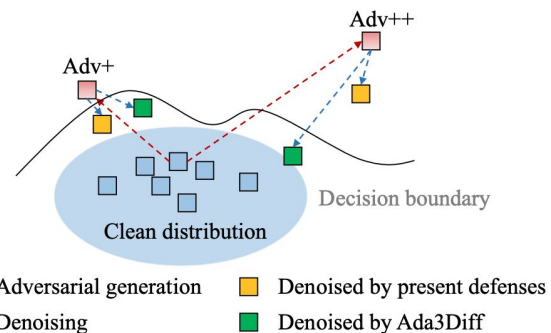 Adv++
Adv+
Decision boundary
Clean distribution
Adversarial generation Denoised by present defenses
Denoising Denoised by Ada3Diff